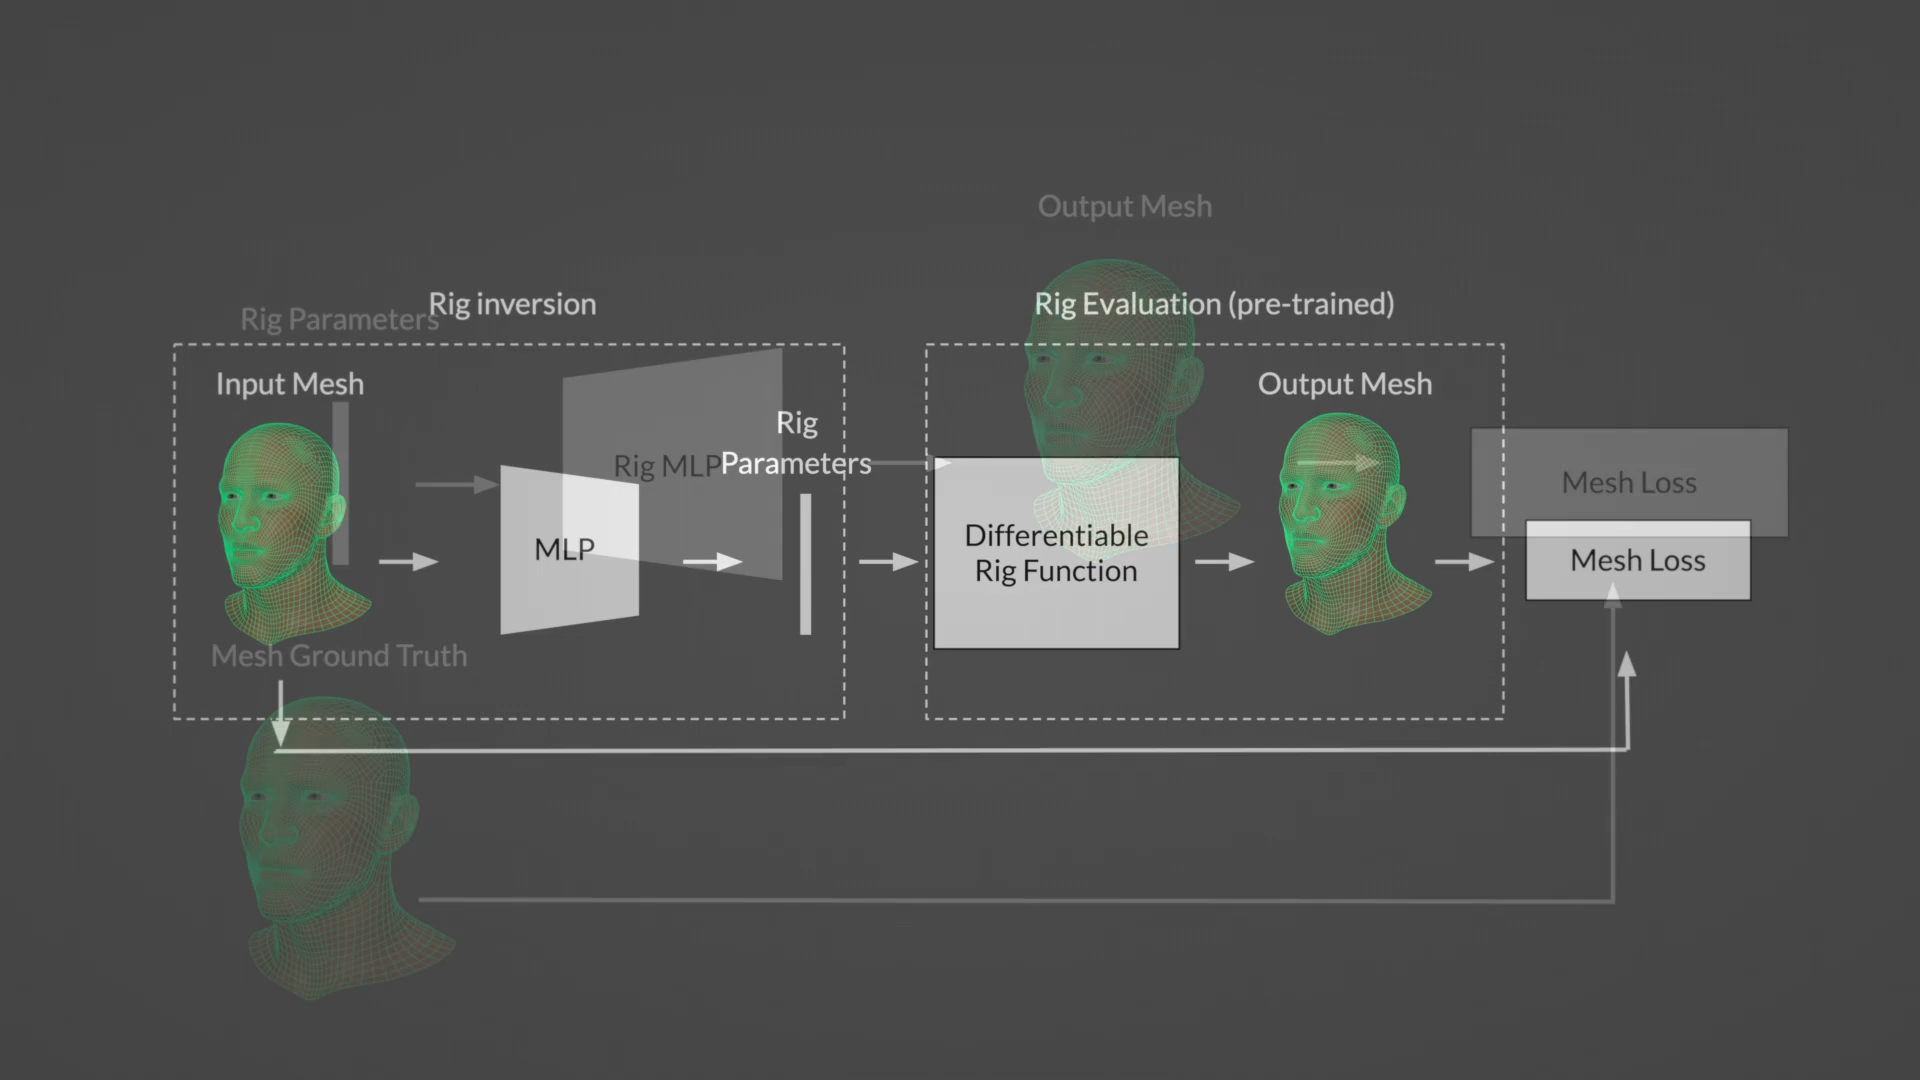 Output Mesh
Rig Parameters
Rig inversion
Rig Evaluation (pre-trained)
Input Mesh
Output Mesh
Rig
Parameters
Rig MLP
Mesh Loss
MLP
Differentiable
Rig Function
Mesh Loss
Mesh Ground Truth